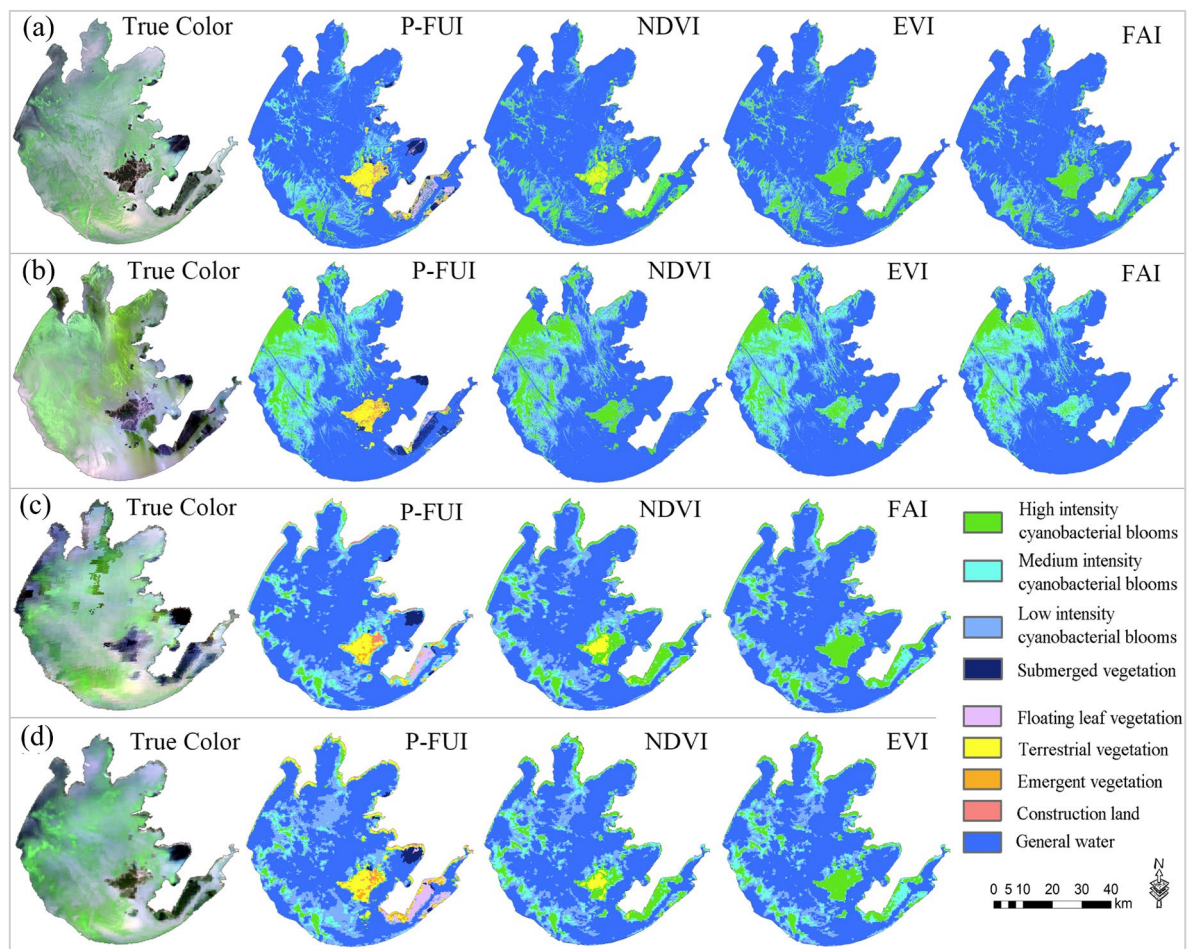 (a)
True Color
P-FUI
NDVI
EVI
FAI
(b)
True Color
P-FUI
NDVI
EVI
FAI
(c)
True Color
P-FUI
NDVI
FAI
High intensity
cyanobacterial blooms
Medium intensity
cyanobacterial blooms
Low intensity
cyanobacterial blooms
Submerged vegetation
Floating leaf vegetation
Terrestrial vegetation
Emergent vegetation
Construction land
General water
(d)
True Color
P-FUI
NDVI
EVI
N
0 5 10 20 30 40
km